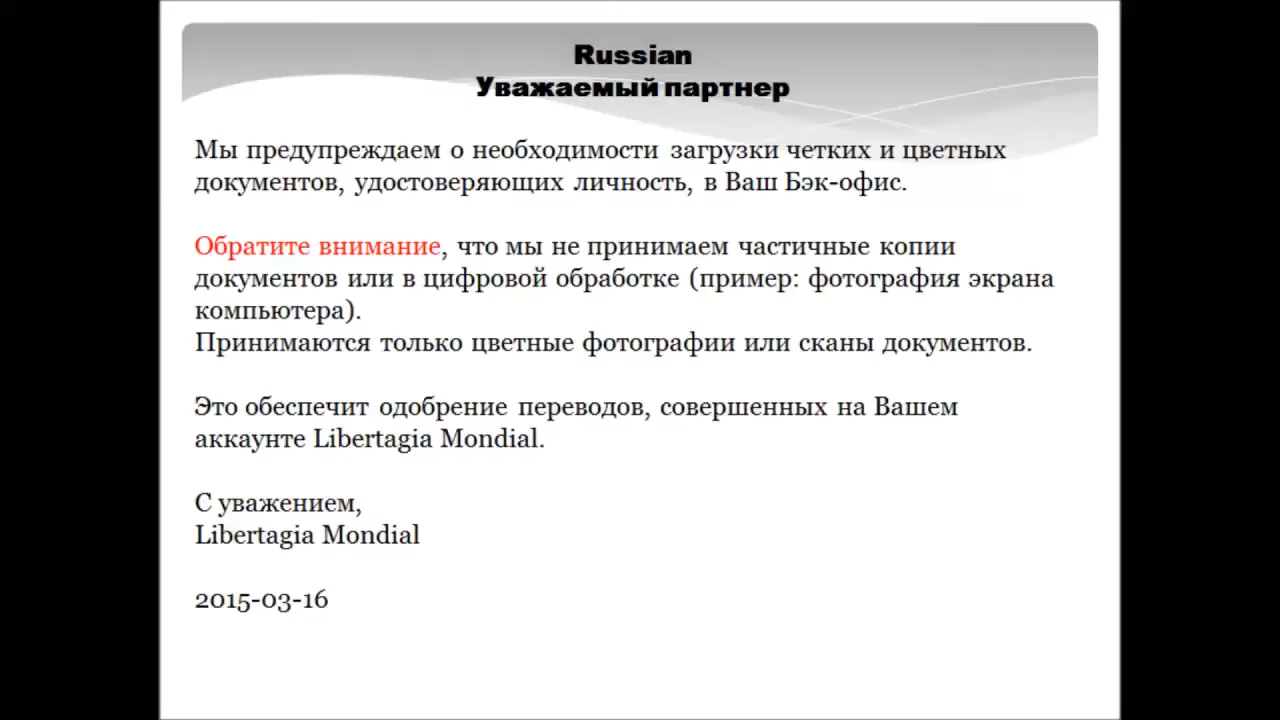 Russian
Уважаемый партнер
Мы предупреждаем о необходимости загрузки четких и цветных
документов, удостоверяющих личность, в Ваш Бэк-офис.
Обратите внимание, что мы не принимаем частичные копии
документов или в цифровой обработке (пример: фотография экрана
компьютера).
Принимаются только цветные фотографии или сканы документов.
Это обеспечит одобрение переводов, совершенных на Вашем
аккаунте Libertagia Mondial.
С уважением,
Libertagia Mondial
2015-03-16